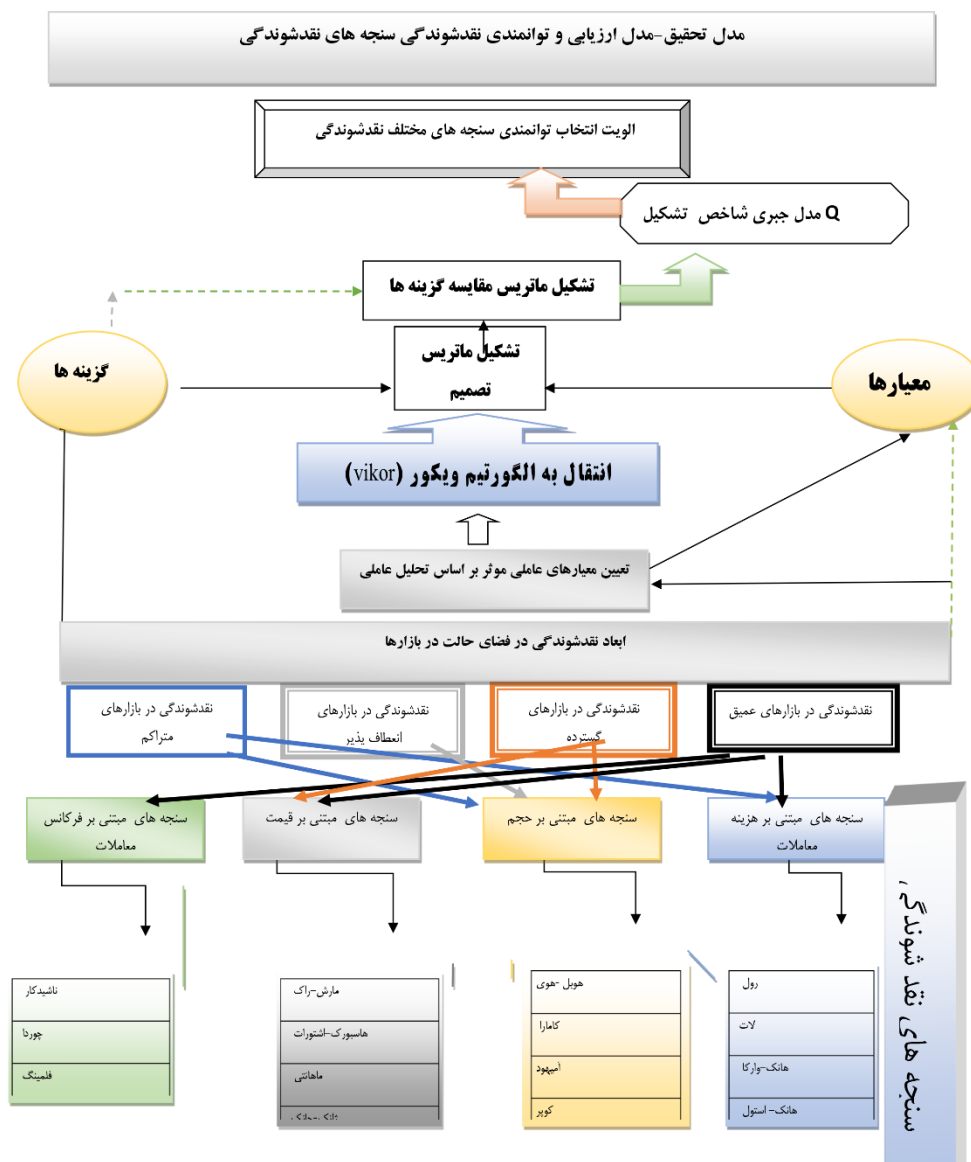 مدل تحقیق-مدل ارزیابی و توانمندی نقدشوندگی سنجه های نقدشوندگی
الویت انتخاب توانمندی سنجه های مختلف نقدشوندگی
Q مدل جبری شاخص تشکیل
تشکیل ماتریس مقایسه گزینه ها
گزینه ها
تشکیل ماتریس
تصمیم
معیارها
انتقال به الگورتیم ویکور (vikor)
تعیین معیارهای عاملی موثر بر اساس تحلیل عاملی
ابعاد نقدشوندگی در فضای حالت در بازارها
نقدشوندگی در بازارهای عمیق
نقدشوندگی در بازارهای
گسترده
نقدشوندگی در بازارهای
انعطاف پذیر
نقدشوندگی در بازارهای
متراکم
سنجه های مبتنی بر هزینه
معاملات
سنجه های مبتنی بر حجم
سنجه های مبتنی بر قیمت
سنجه های مبتنی بر فرکانس
معاملات
سنجه های نقد شوندگی
رول
لات
هانک-وارکا
هانک- استول
هوبل -هوی
کامارا
آمیهود
کوپر
مارش-راک
هاسبورک-اشتورات
ماهانتی
ناشیدکار
چوردا
فلمینگ